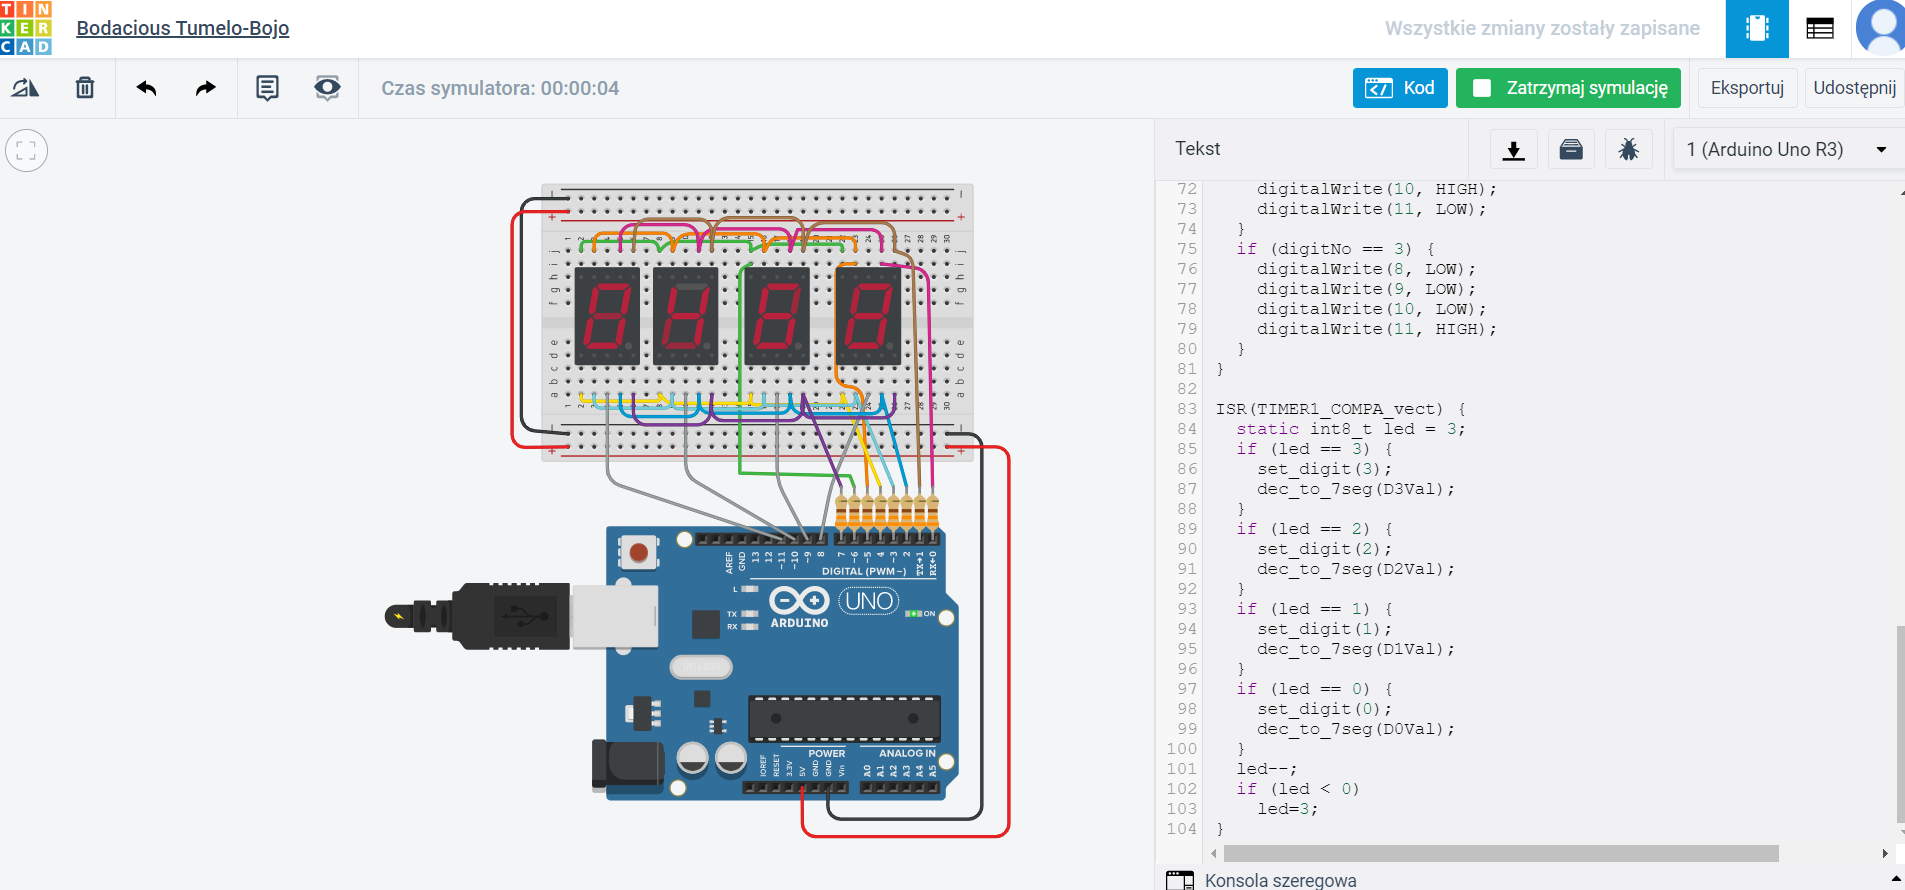 TIN
KER
CAD
Bodacious Tumelo-Bojo
Wszystkie zmiany zostały zapisane
Czas symulatora: 00:00:04
Kod
Zatrzymaj symulację
Eksportuj
Udostępnij
Tekst
1 (Arduino Uno R3)
72 digitalWrite(10, HIGH);
73 digitalWrite(11, LOW);
74 }
75 if (digitNo == 3) {
76 digitalWrite(8, LOW);
77 digitalWrite(9, LOW);
78 digitalWrite(10, LOW);
79 digitalWrite(11, HIGH);
80 }
81 }
82
83 ISR(TIMER1_COMPA_vect) {
84 static int8_t led = 3;
85 if (led == 3) {
86 set_digit(3);
87 dec_to_7seg(D3Val);
88 }
89 if (led == 2) {
90 set_digit(2);
91 dec_to_7seg(D2Val);
92 }
93 if (led == 1) {
94 set_digit(1);
95 dec_to_7seg(D1Val);
96 }
97 if (led == 0) {
98 set_digit(0);
99 dec_to_7seg(D0Val);
100 }
101 led--;
102 if (led < 0)
103 led=3;
104 }
Konsola szeregowa
AREF
GND
13
12
~11
~10
~9
8
7
~6
~5
4
~3
2
TX→1
RX←0
DIGITAL (PWM~)
L
TX
RX
ARDUINO
UNO
ON
POWER
ANALOG IN
IOREF
RESET
3.3V
5V
GND
GND
Vin
A0
A1
A2
A3
A4
A5